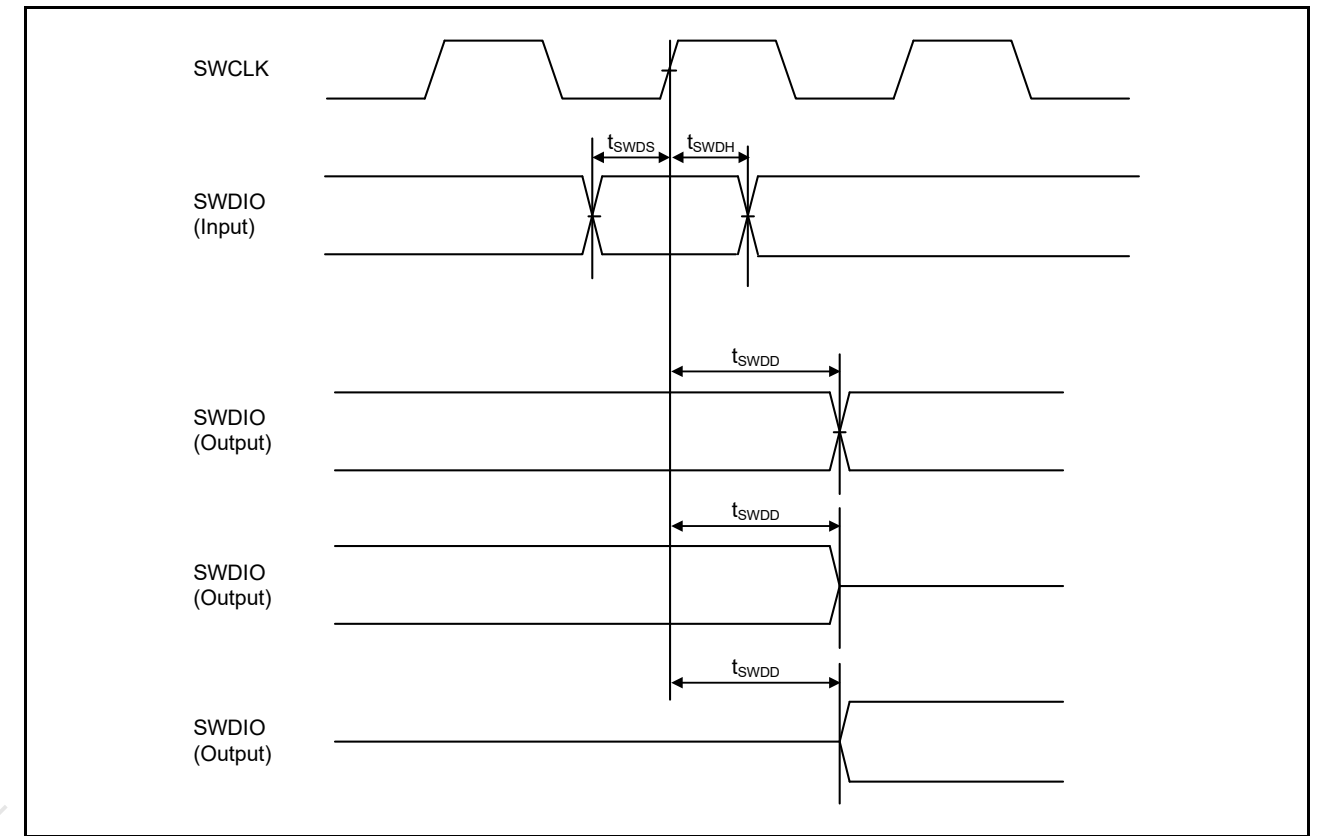 SWCLK
tSWDS
tSWDH
SWDIO
(Input)
tSWDD
SWDIO
(Output)
tSWDD
SWDIO
(Output)
tSWDD
SWDIO
(Output)